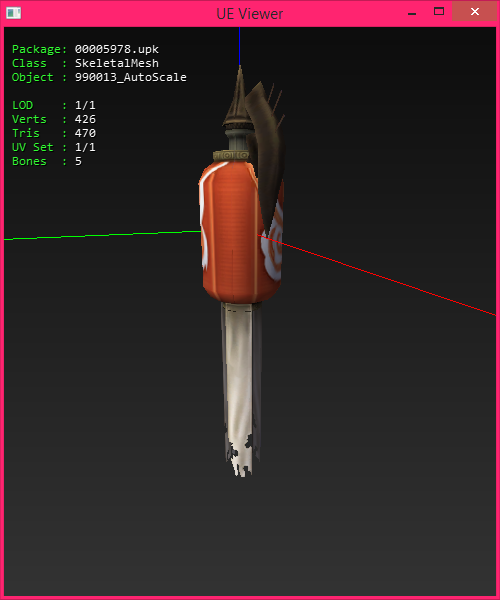 UE Viewer
Package: 00005978.upk
Class  : SkeletalMesh
Object : 990013_AutoScale
LOD    : 1/1
Verts  : 426
Tris   : 470
UV Set : 1/1
Bones  : 5